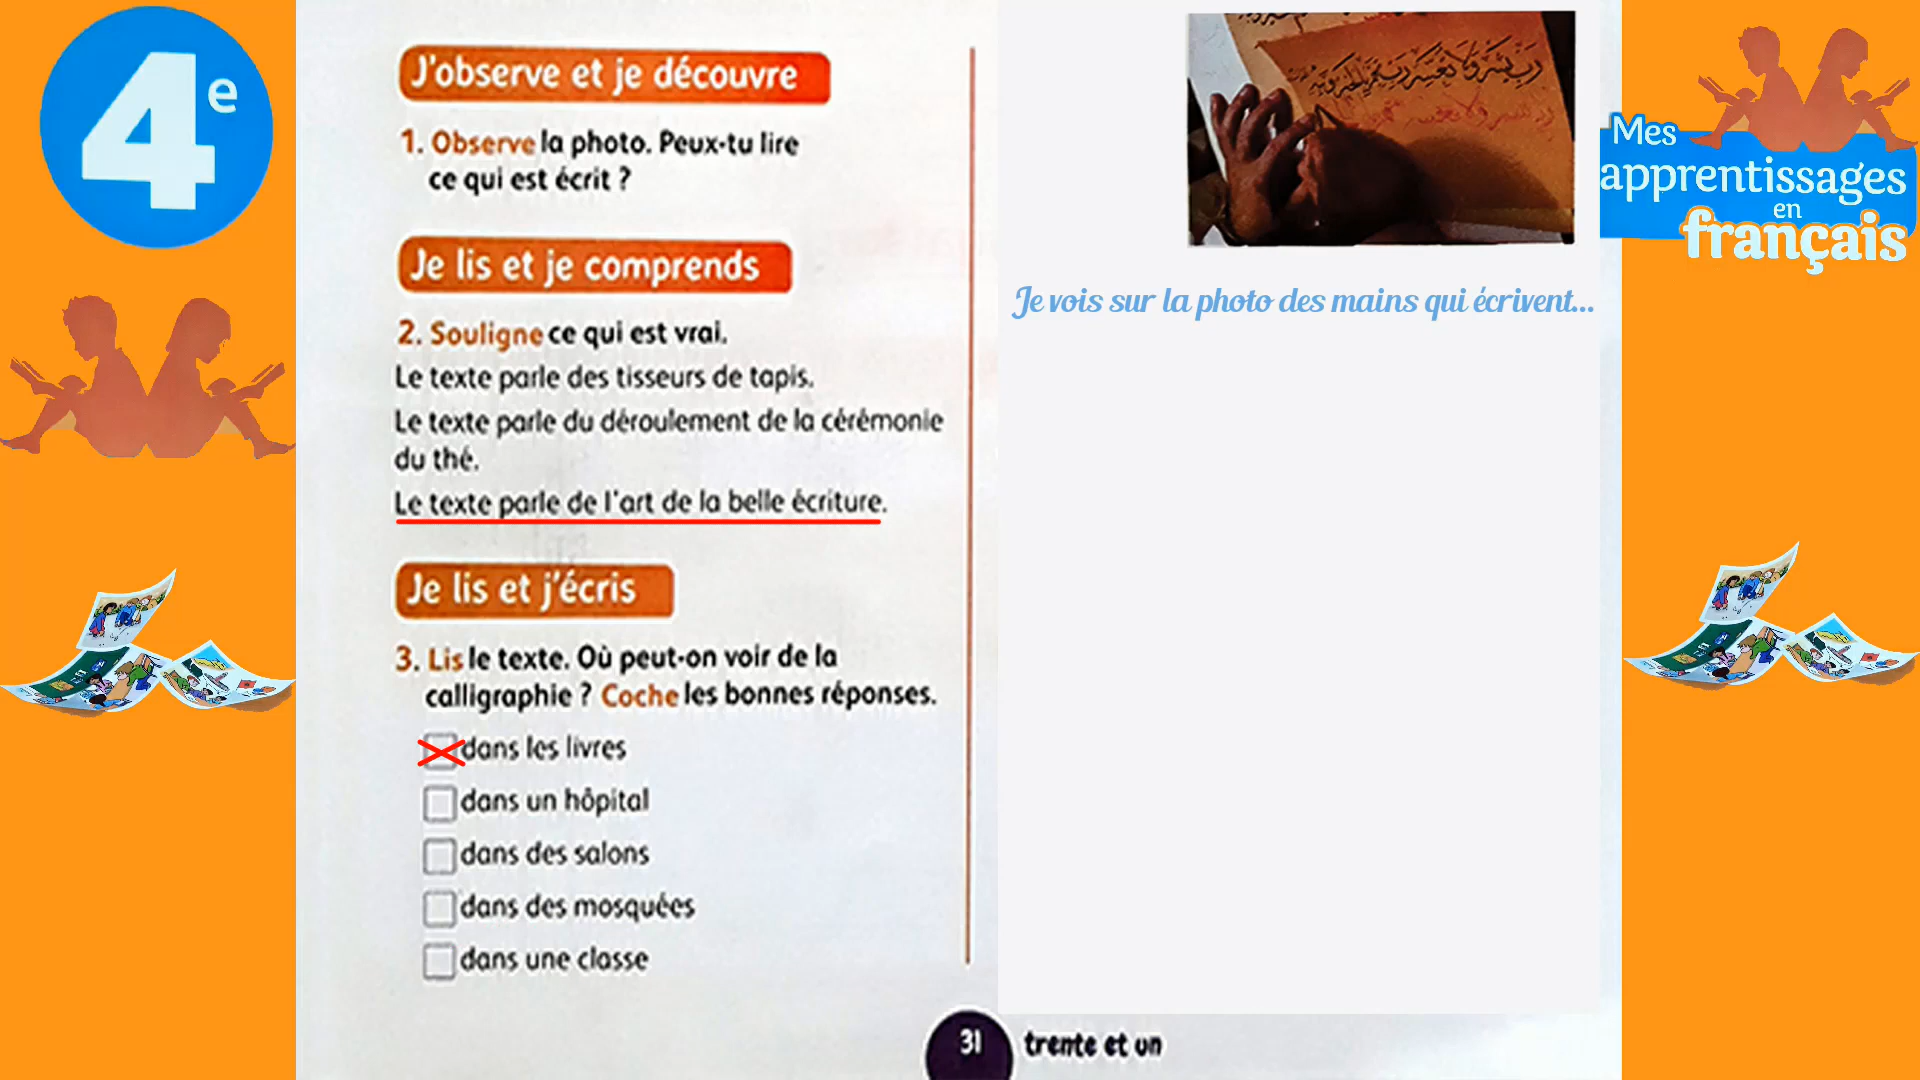 4e
J'observe et je découvre
1. Observe la photo. Peux-tu lire
ce qui est écrit ?
Je lis et je comprends
2. Souligne ce qui est vrai.
Le texte parle des tisseurs de tapis.
Le texte parle du déroulement de la cérémonie
du thé.
Le texte parle de l'art de la belle écriture.
Je lis et j'écris
3. Lis le texte. Où peut-on voir de la
calligraphie ? Coche les bonnes réponses.
dans les livres
dans un hôpital
dans des salons
dans des mosquées
dans une classe
Je vois sur la photo des mains qui écrivent...
31 trente et un
Mes
apprentissages
en
français